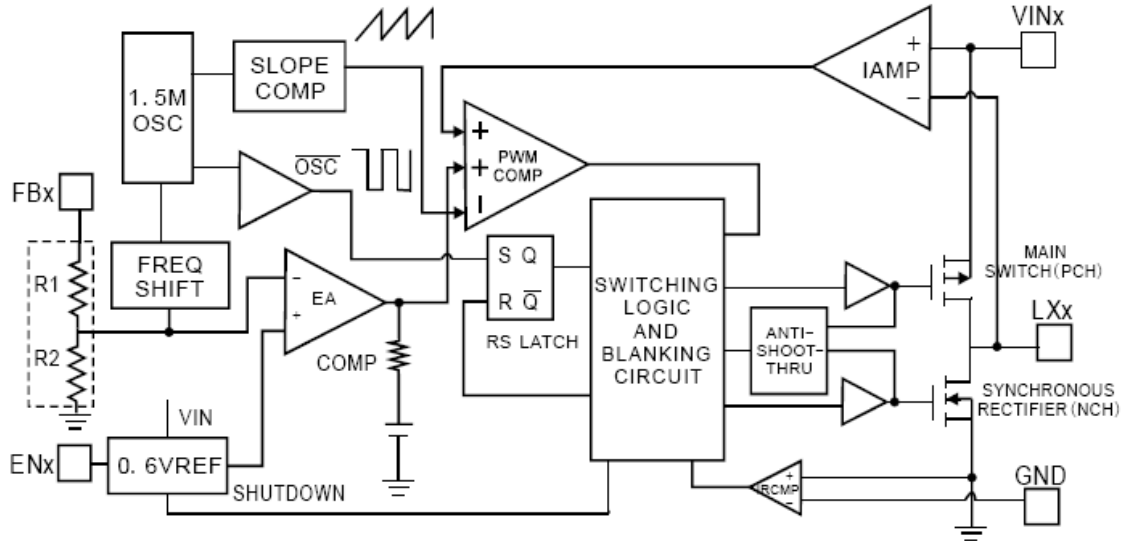 SLOPE
COMP
1.5M
OSC
OSC
FBx
R1
R2
FREQ
SHIFT
+
+
-
PWM
COMP
IAMP
+
-
VINx
-
+
EA
COMP
S Q
R Q
RS LATCH
SWITCHING
LOGIC
AND
BLANKING
CIRCUIT
ANTI-
SHOOT-
THRU
MAIN
SWITCH(PCH)
LXx
SYNCHRONOUS
RECTIFIER(NCH)
VIN
ENx
0.6VREF
SHUTDOWN
IRCMP
+
-
GND